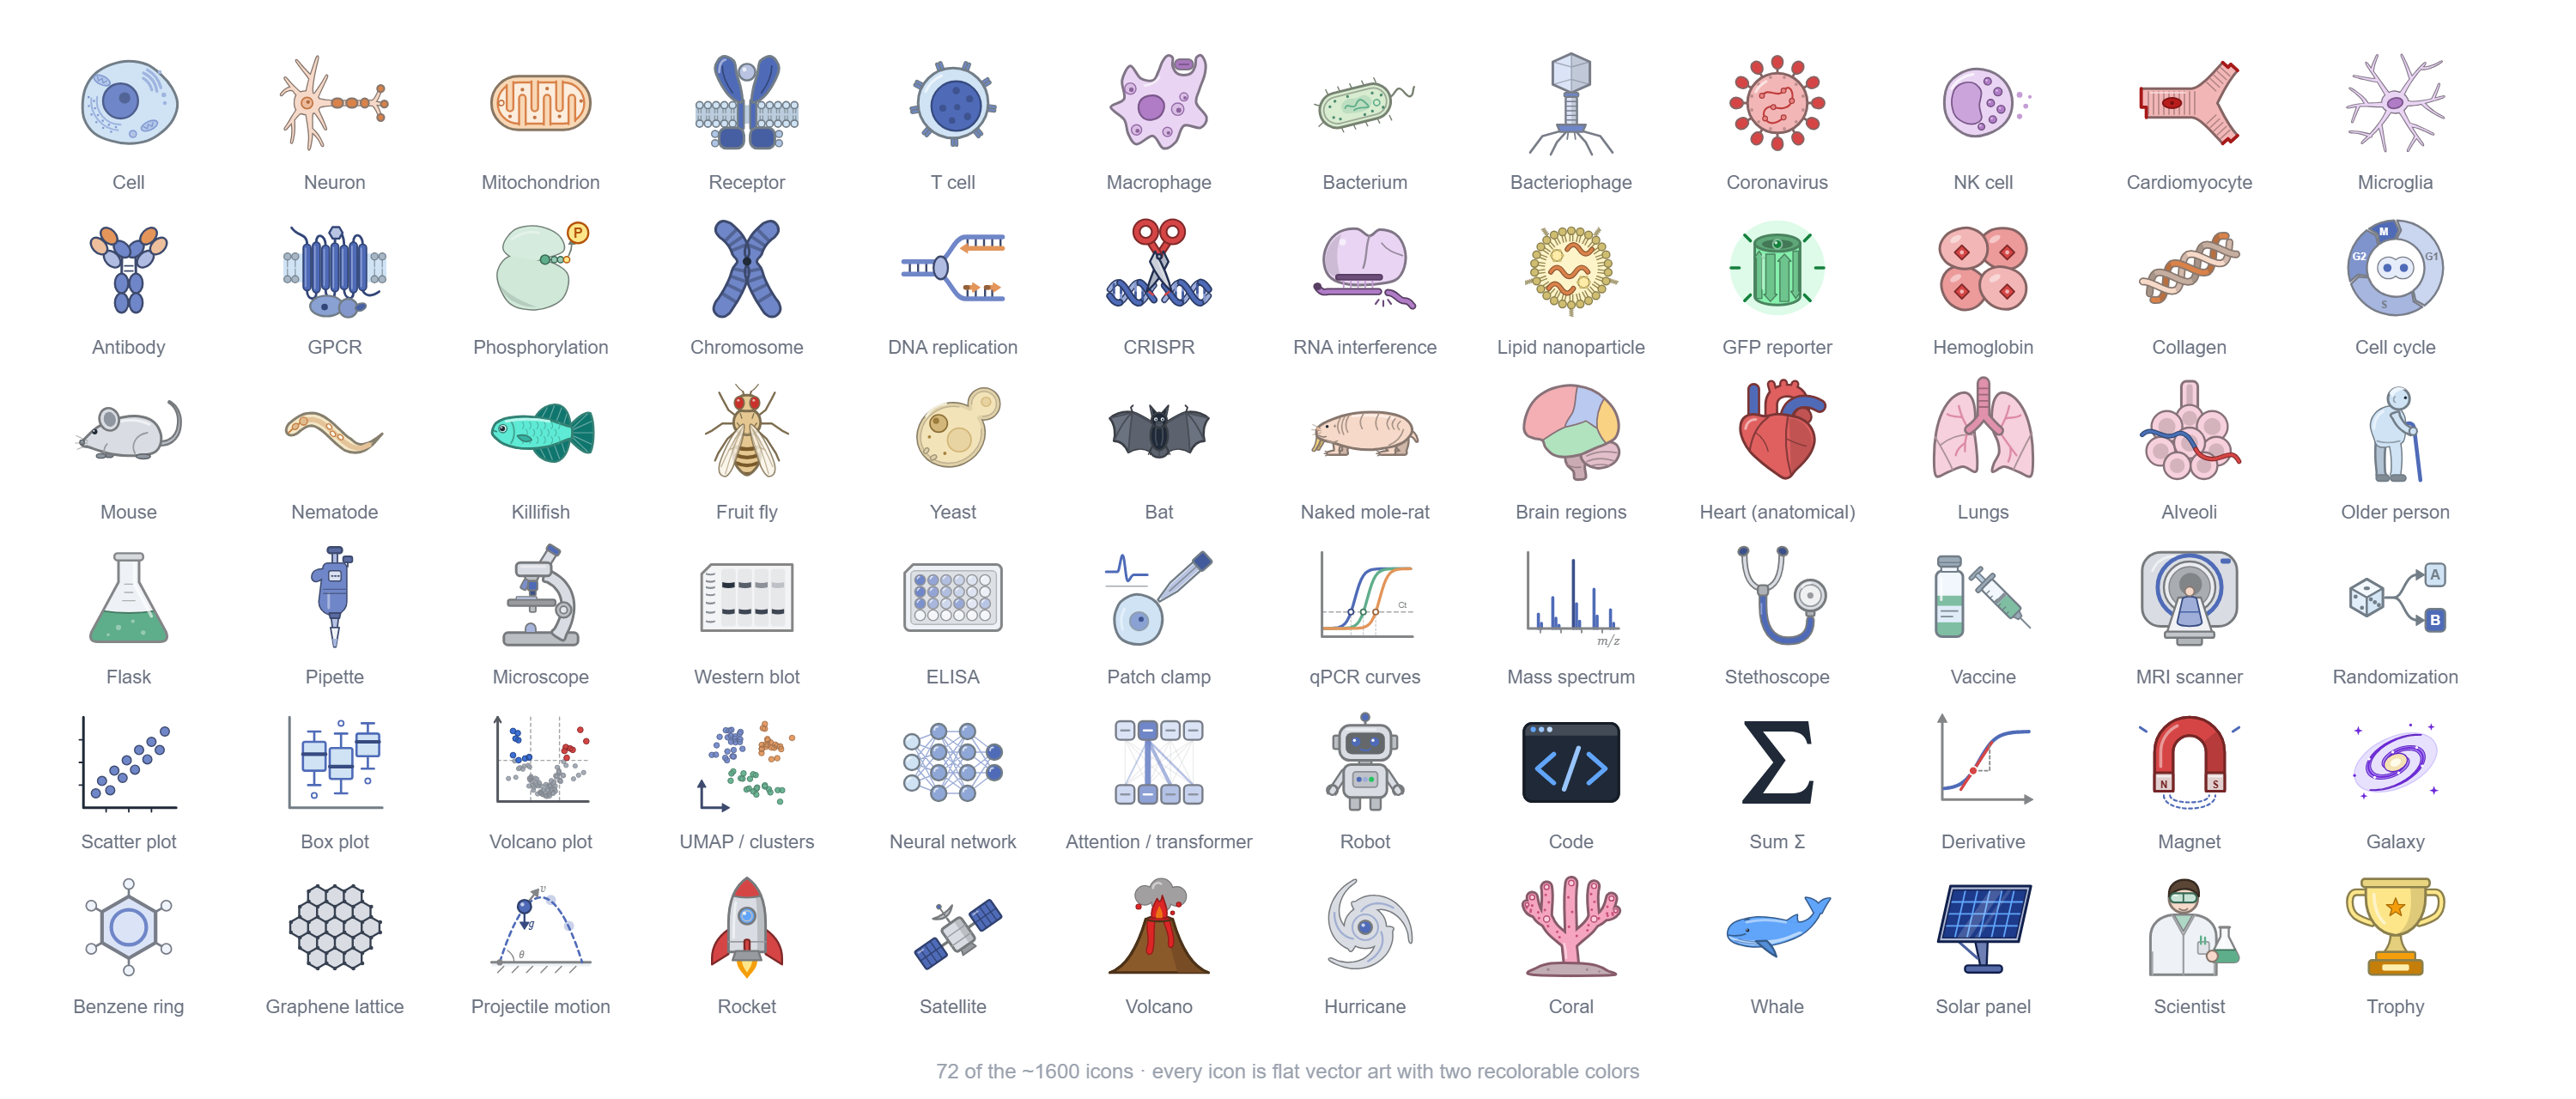 Cell
Neuron
Mitochondrion
Receptor
T cell
Macrophage
Bacterium
Bacteriophage
Coronavirus
NK cell
Cardiomyocyte
Microglia
P
M
G2
G1
S
Antibody
GPCR
Phosphorylation
Chromosome
DNA replication
CRISPR
RNA interference
Lipid nanoparticle
GFP reporter
Hemoglobin
Collagen
Cell cycle
Mouse
Nematode
Killifish
Fruit fly
Yeast
Bat
Naked mole-rat
Brain regions
Heart (anatomical)
Lungs
Alveoli
Older person
Ct
m/z
A
B
Flask
Pipette
Microscope
Western blot
ELISA
Patch clamp
qPCR curves
Mass spectrum
Stethoscope
Vaccine
MRI scanner
Randomization
</>
Σ
N
S
Scatter plot
Box plot
Volcano plot
UMAP / clusters
Neural network
Attention / transformer
Robot
Code
Sum Σ
Derivative
Magnet
Galaxy
v
g
θ
Benzene ring
Graphene lattice
Projectile motion
Rocket
Satellite
Volcano
Hurricane
Coral
Whale
Solar panel
Scientist
Trophy
72 of the ~1600 icons · every icon is flat vector art with two recolorable colors